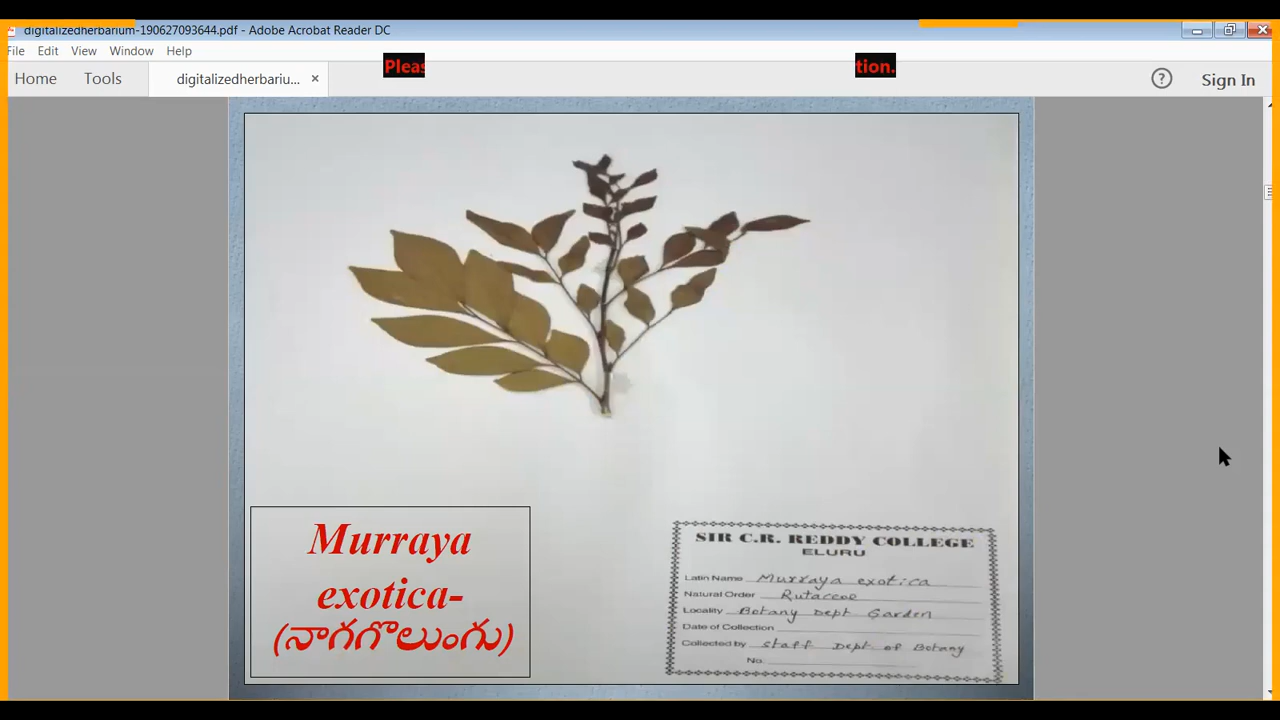 digitalizedherbarium-190627093644.pdf - Adobe Acrobat Reader DC
File Edit View Window Help
Pleas tion.
Home Tools digitalizedherbariu... × ? Sign In
Murraya
exotica-
(నాగగొలుంగు)
SIR C.R. REDDY COLLEGE
ELURU
Latin Name Murraya exotica
Natural Order Rutaccoe
Locality Botany Dept Garden
Date of Collection
Collected by staff Dept of Botany
No.